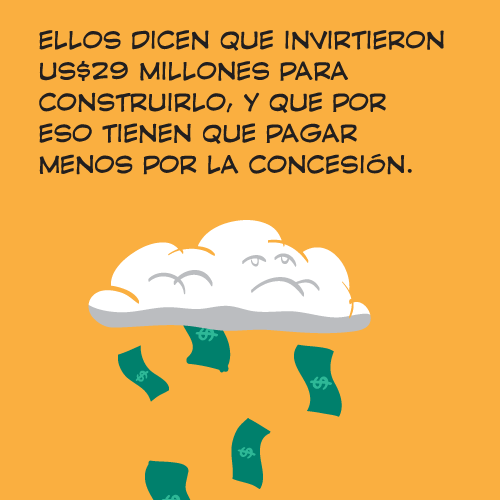 ELLOS DICEN QUE INVIRTIERON
US$29 MILLONES PARA
CONSTRUIRLO, Y QUE POR
ESO TIENEN QUE PAGAR
MENOS POR LA CONCESIÓN.
$
$
$
$
$